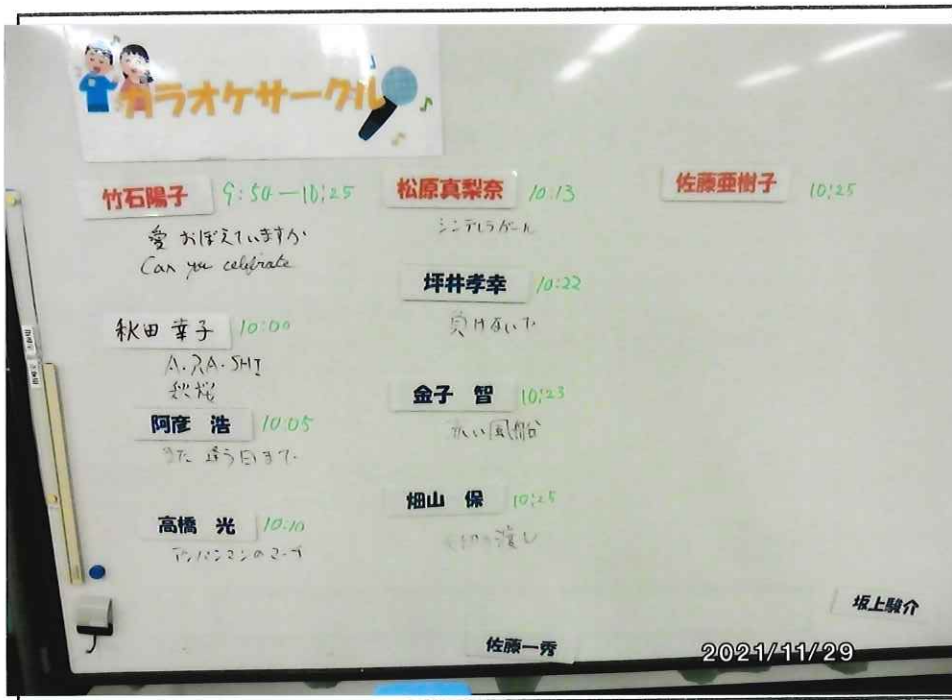 カラオケサークル
竹石陽子 9:50—10:25
愛 おぼえていますか
Can you celebrate
秋田 幸子 10:00
A・RA・SHI
秋桜
阿彦 浩 10:05
また 逢う日まで
高橋 光 10:10
アンパンマンのマーチ
松原真梨奈 10:13
シンデレラガール
坪井孝幸 10:22
負けないで
金子 智 10:23
赤い風船
畑山 保 10:25
渡し
佐藤亜樹子 10:25
坂上駿介
佐藤一秀
2021/11/29